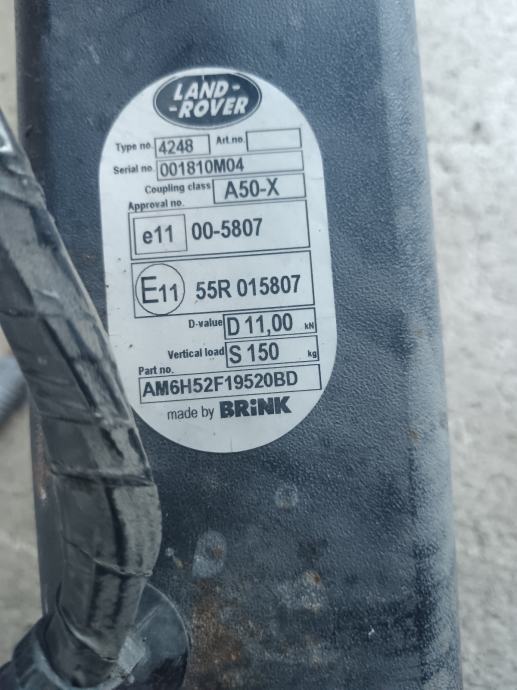 LAND-
-ROVER
Type no. 4248 Art.no.
Serial no. 001810M04
Coupling class A50-X
Approval no.
e11 00-5807
E11 55R 015807
D-value D 11,00 kN
Vertical load S 150 kg
Part no.
AM6H52F19520BD
made by BRiNK